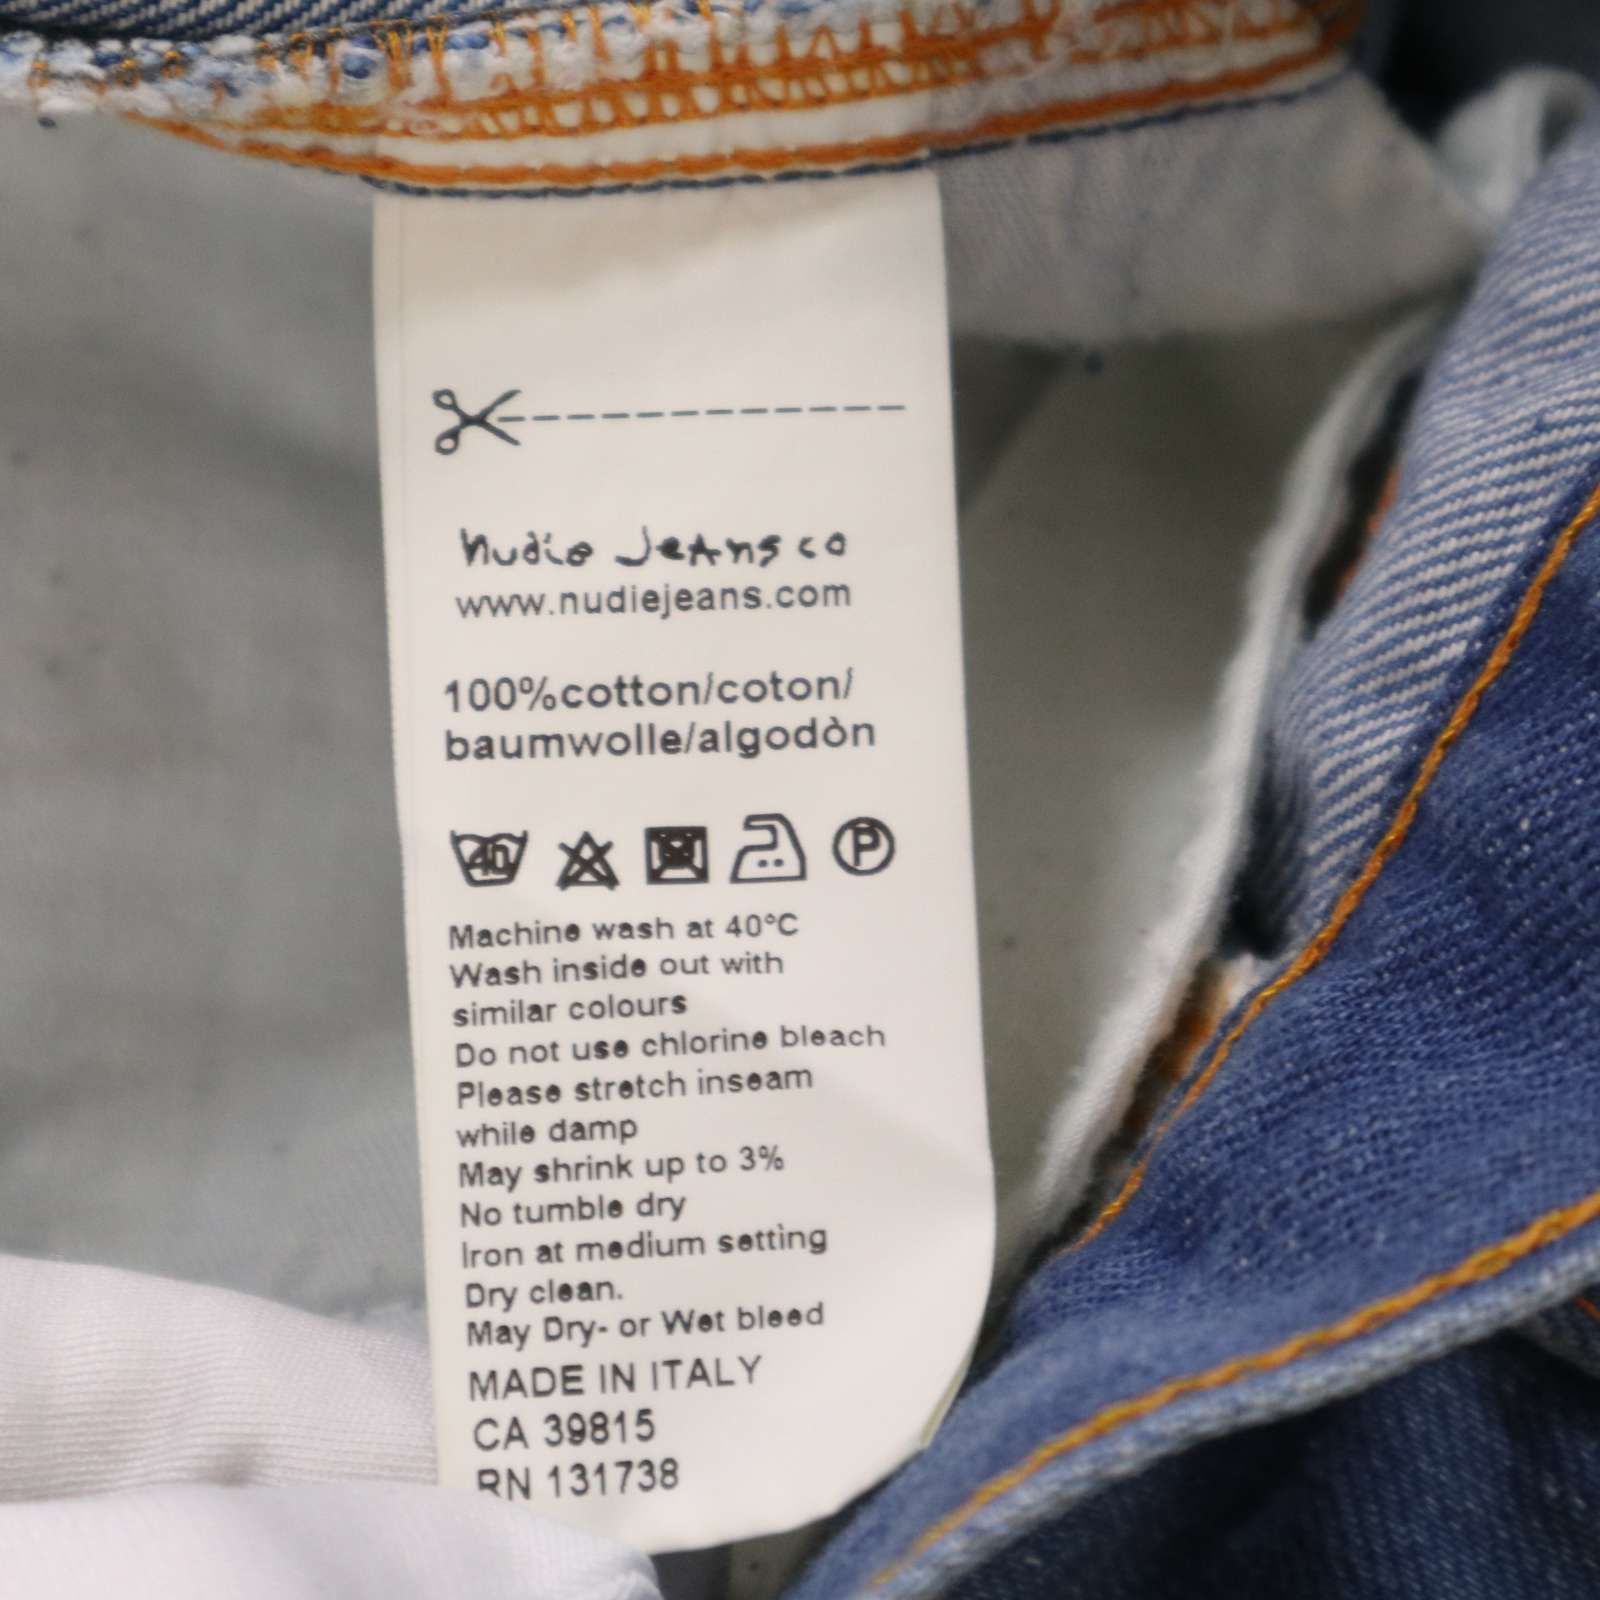 nudie Jeans co
www.nudiejeans.com
100%cotton/coton/
baumwolle/algodòn
40 P
Machine wash at 40°C
Wash inside out with
similar colours
Do not use chlorine bleach
Please stretch inseam
while damp
May shrink up to 3%
No tumble dry
Iron at medium setting
Dry clean.
May Dry- or Wet bleed
MADE IN ITALY
CA 39815
RN 131738